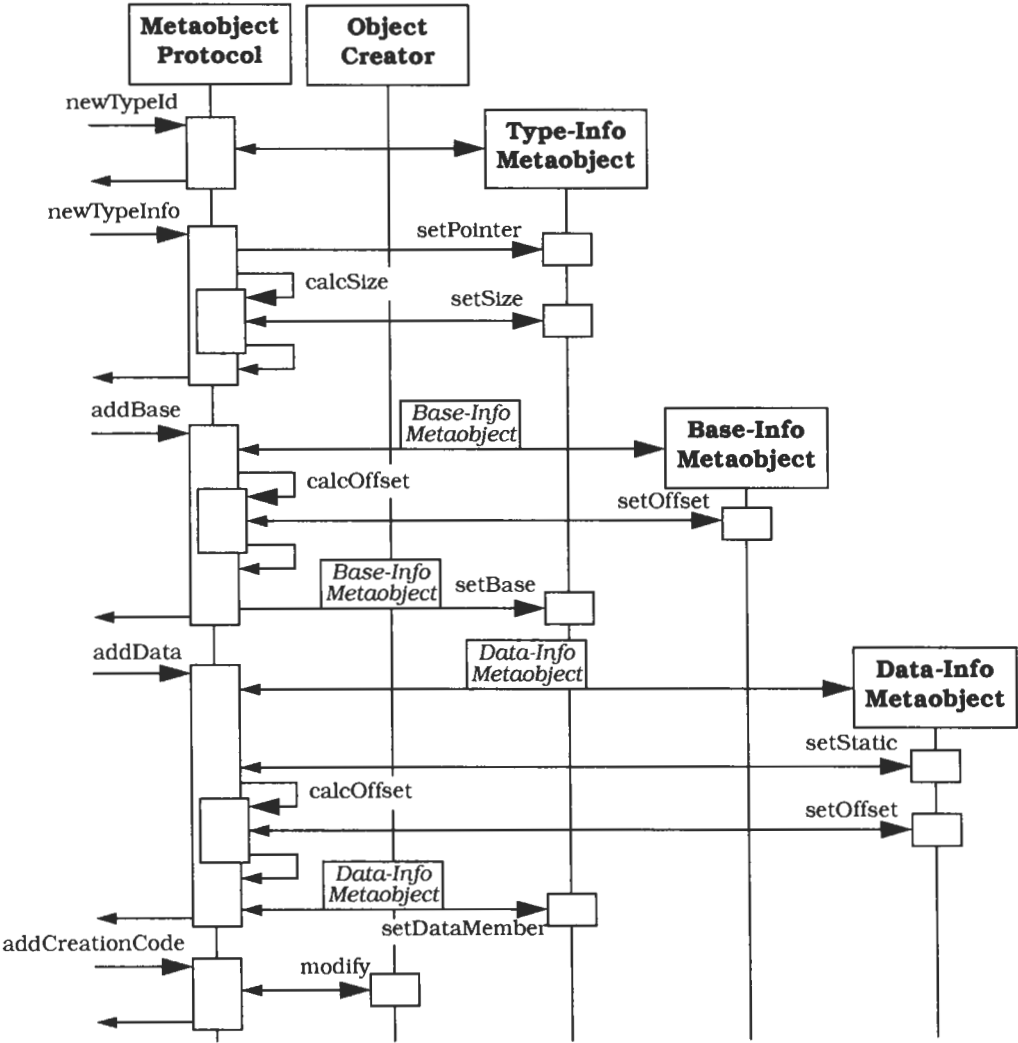 Metaobject
Protocol
Object
Creator
newTypeId
Type-Info
Metaobject
newTypeInfo
setPointer
calcSize
setSize
addBase
Base-Info
Metaobject
Base-Info
Metaobject
calcOffset
setOffset
Base-Info
Metaobject
setBase
addData
Data-Info
Metaobject
Data-Info
Metaobject
setStatic
calcOffset
setOffset
Data-Info
Metaobject
setDataMember
addCreationCode
modify